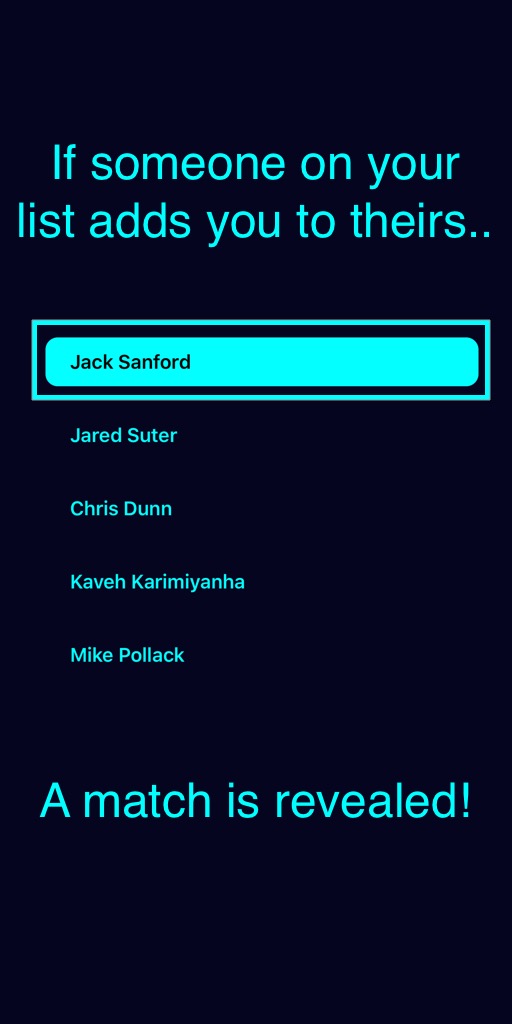 If someone on your
list adds you to theirs..
Jack Sanford
Jared Suter
Chris Dunn
Kaveh Karimiyanha
Mike Pollack
A match is revealed!